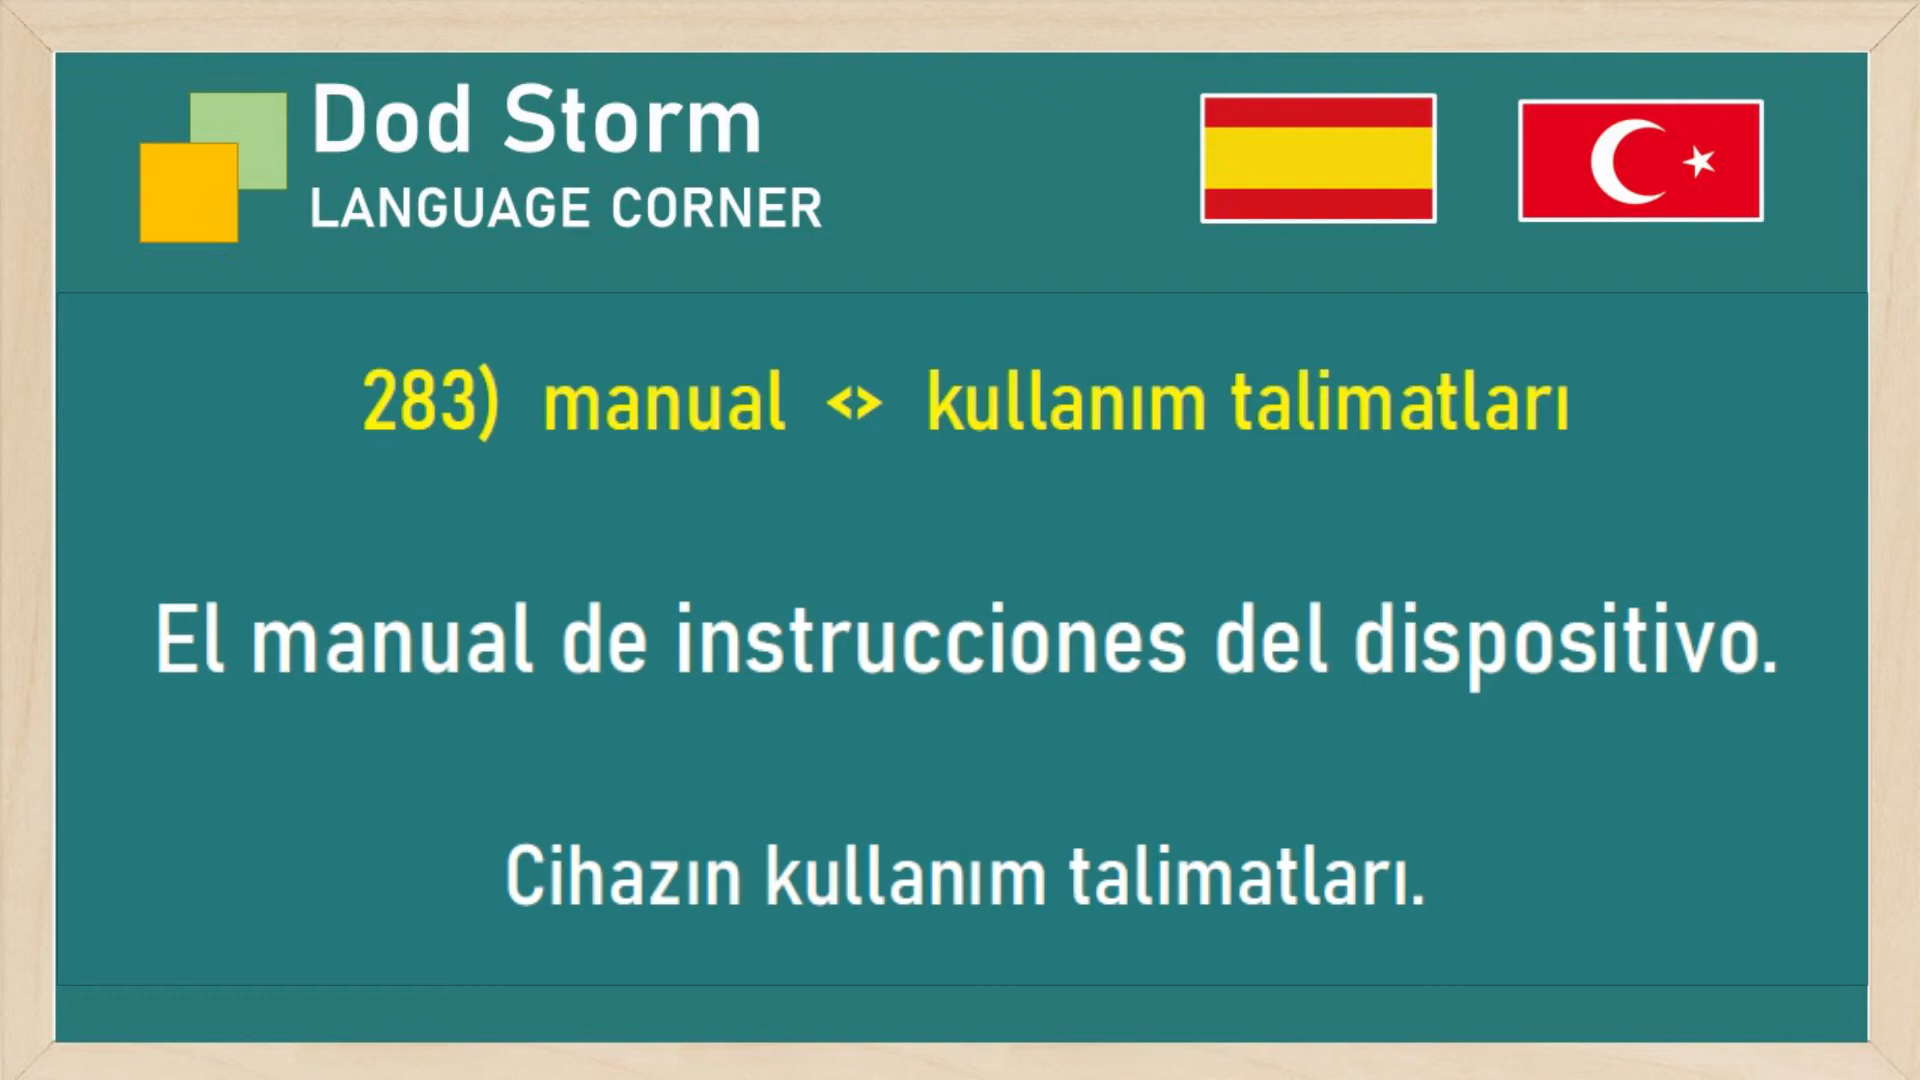 Dod Storm
LANGUAGE CORNER
283) manual <> kullanım talimatları
El manual de instrucciones del dispositivo.
Cihazın kullanım talimatları.